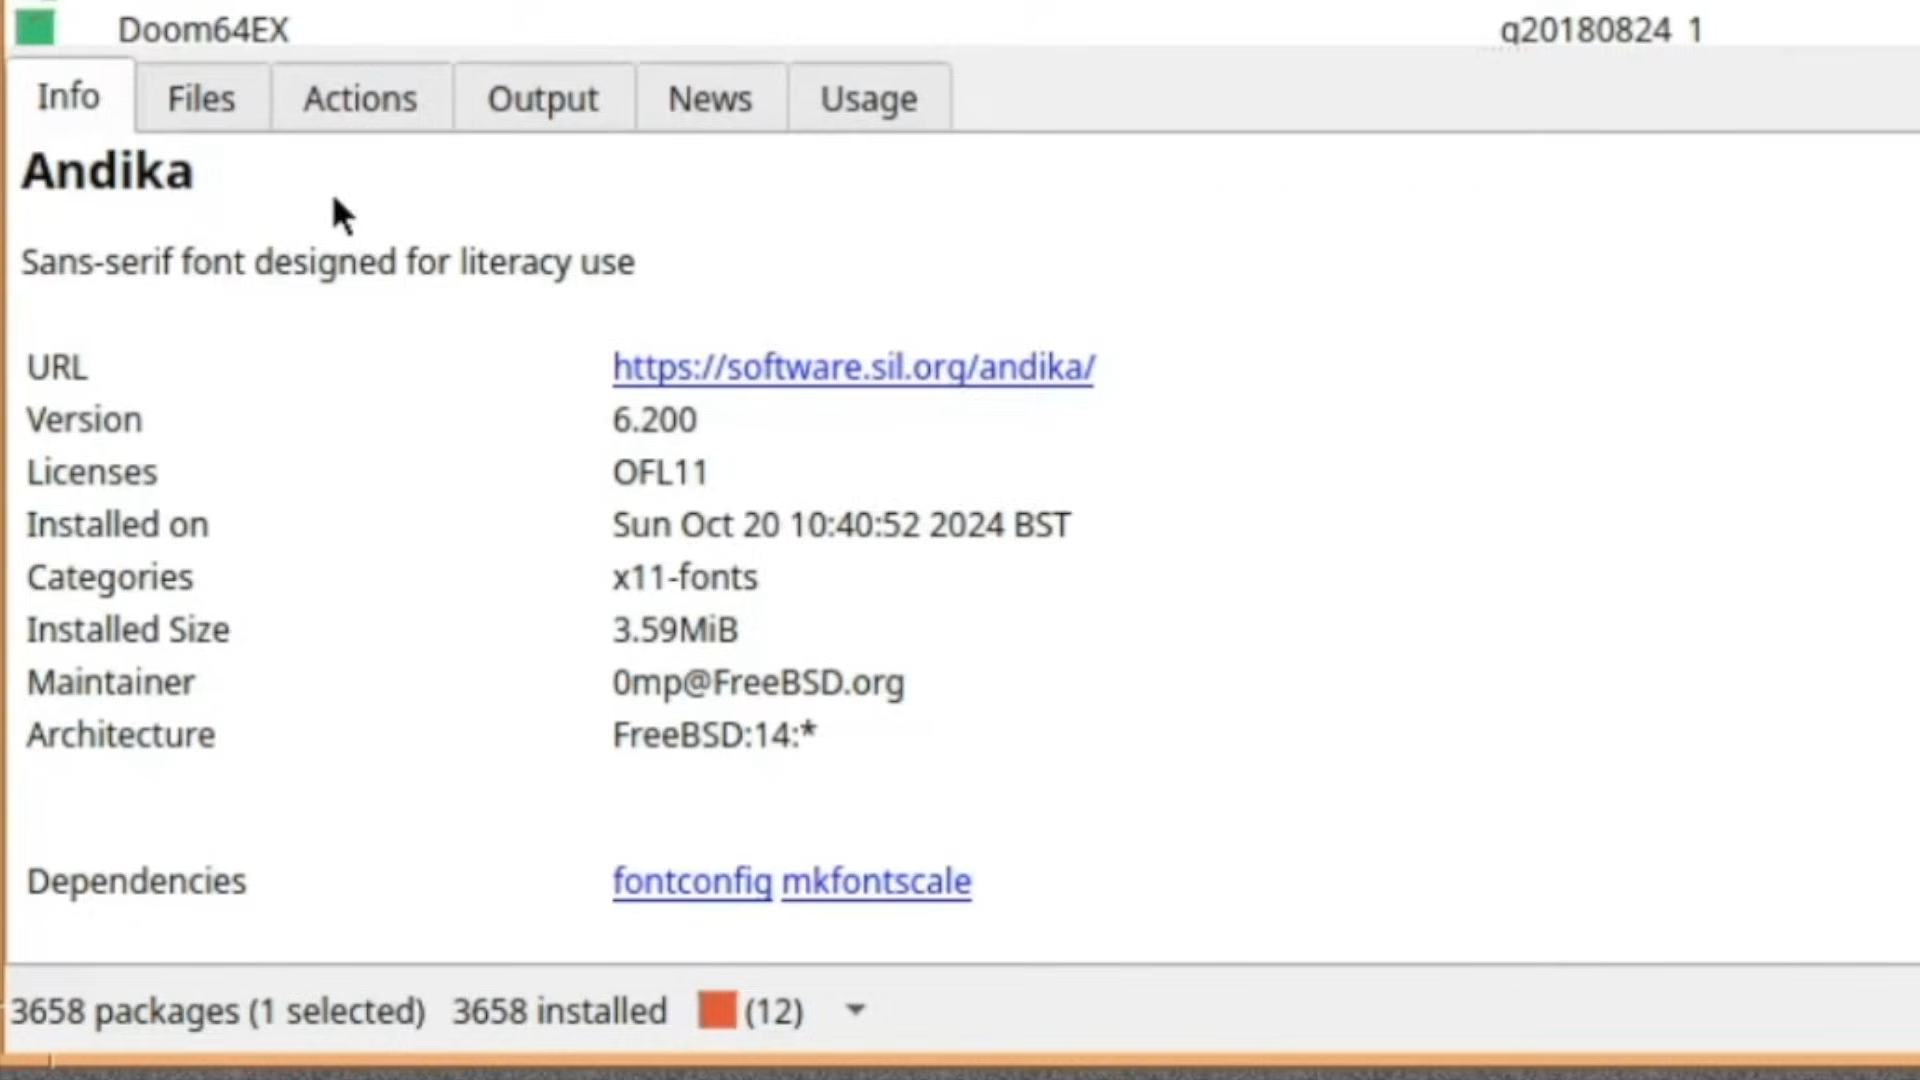 Doom64EX g20180824_1
Info Files Actions Output News Usage
Andika
Sans-serif font designed for literacy use
URL https://software.sil.org/andika/
Version 6.200
Licenses OFL11
Installed on Sun Oct 20 10:40:52 2024 BST
Categories x11-fonts
Installed Size 3.59MiB
Maintainer 0mp@FreeBSD.org
Architecture FreeBSD:14:*
Dependencies fontconfig mkfontscale
3658 packages (1 selected) 3658 installed (12)